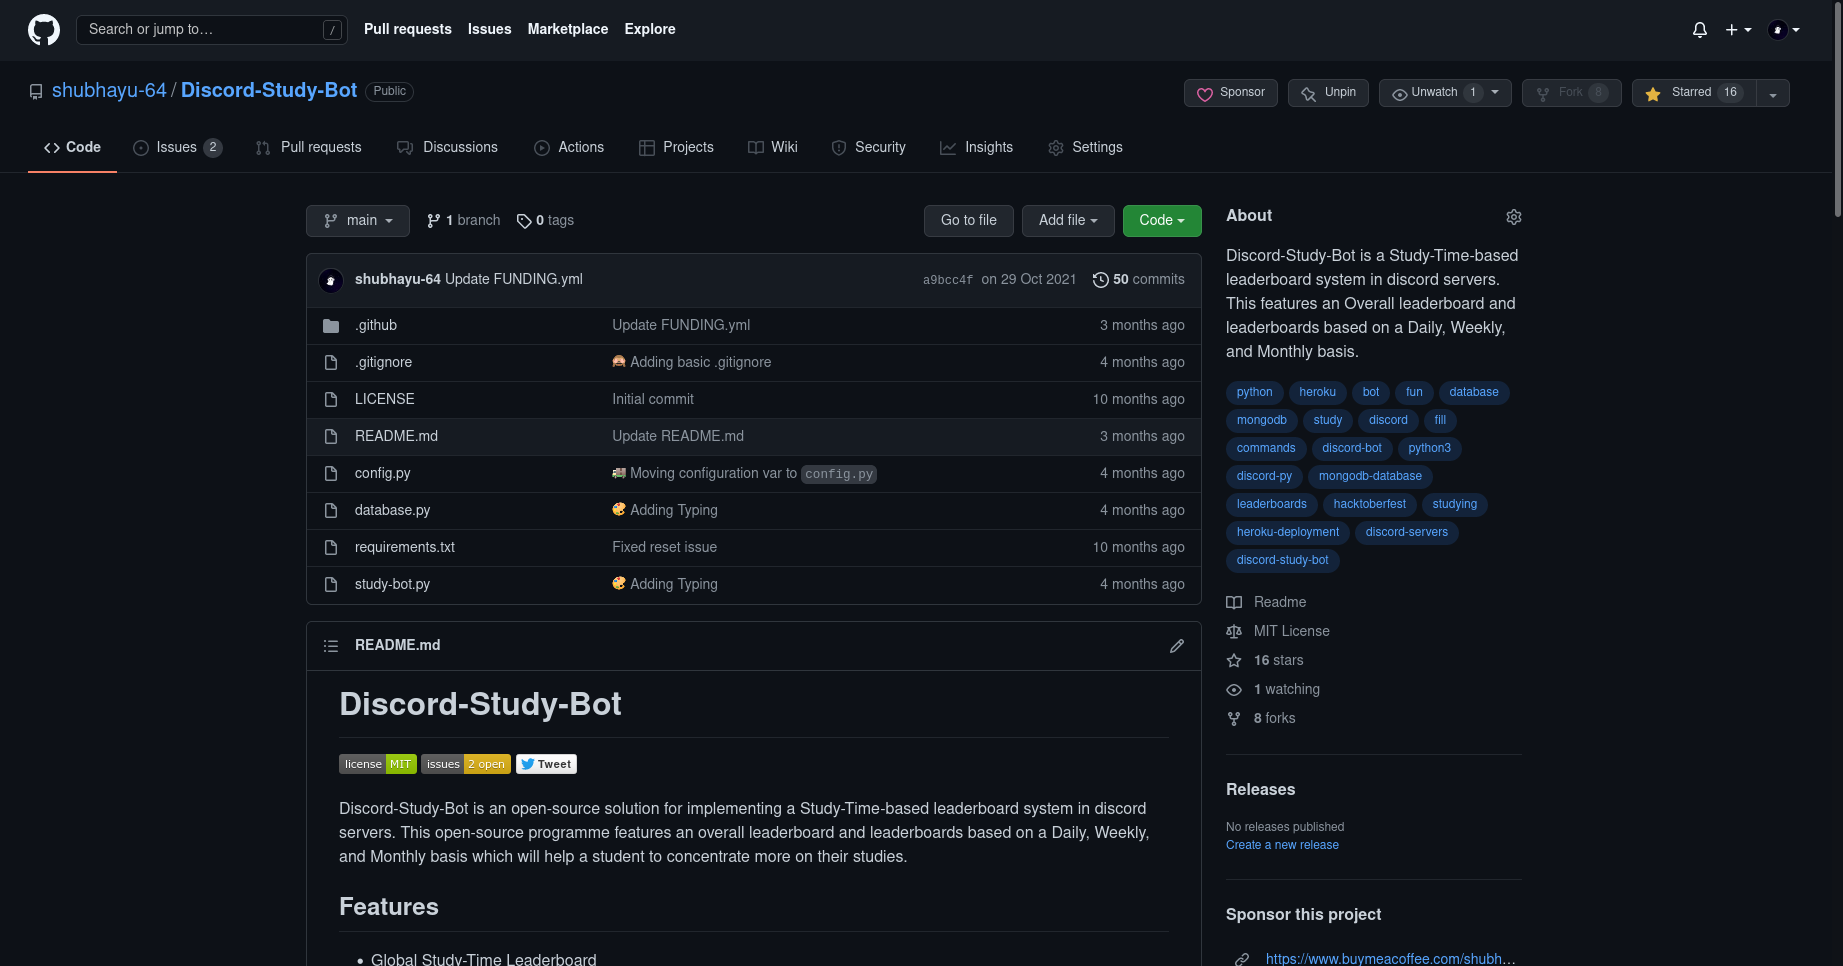 Search or jump to… /
Pull requests Issues Marketplace Explore
shubhayu-64 / Discord-Study-Bot Public
Sponsor Unpin Unwatch 1 Fork 8 Starred 16
Code Issues 2 Pull requests Discussions Actions Projects Wiki Security Insights Settings
main 1 branch 0 tags Go to file Add file Code
shubhayu-64 Update FUNDING.yml a9bcc4f on 29 Oct 2021 50 commits
.github Update FUNDING.yml 3 months ago
.gitignore 🙈 Adding basic .gitignore 4 months ago
LICENSE Initial commit 10 months ago
README.md Update README.md 3 months ago
config.py 🚚 Moving configuration var to config.py 4 months ago
database.py 🎨 Adding Typing 4 months ago
requirements.txt Fixed reset issue 10 months ago
study-bot.py 🎨 Adding Typing 4 months ago
README.md
Discord-Study-Bot
license MIT issues 2 open Tweet
Discord-Study-Bot is an open-source solution for implementing a Study-Time-based leaderboard system in discord
servers. This open-source programme features an overall leaderboard and leaderboards based on a Daily, Weekly,
and Monthly basis which will help a student to concentrate more on their studies.
Features
• Global Study-Time Leaderboard
About
Discord-Study-Bot is a Study-Time-based
leaderboard system in discord servers.
This features an Overall leaderboard and
leaderboards based on a Daily, Weekly,
and Monthly basis.
python heroku bot fun database
mongodb study discord fill
commands discord-bot python3
discord-py mongodb-database
leaderboards hacktoberfest studying
heroku-deployment discord-servers
discord-study-bot
Readme
MIT License
16 stars
1 watching
8 forks
Releases
No releases published
Create a new release
Sponsor this project
https://www.buymeacoffee.com/shubh...